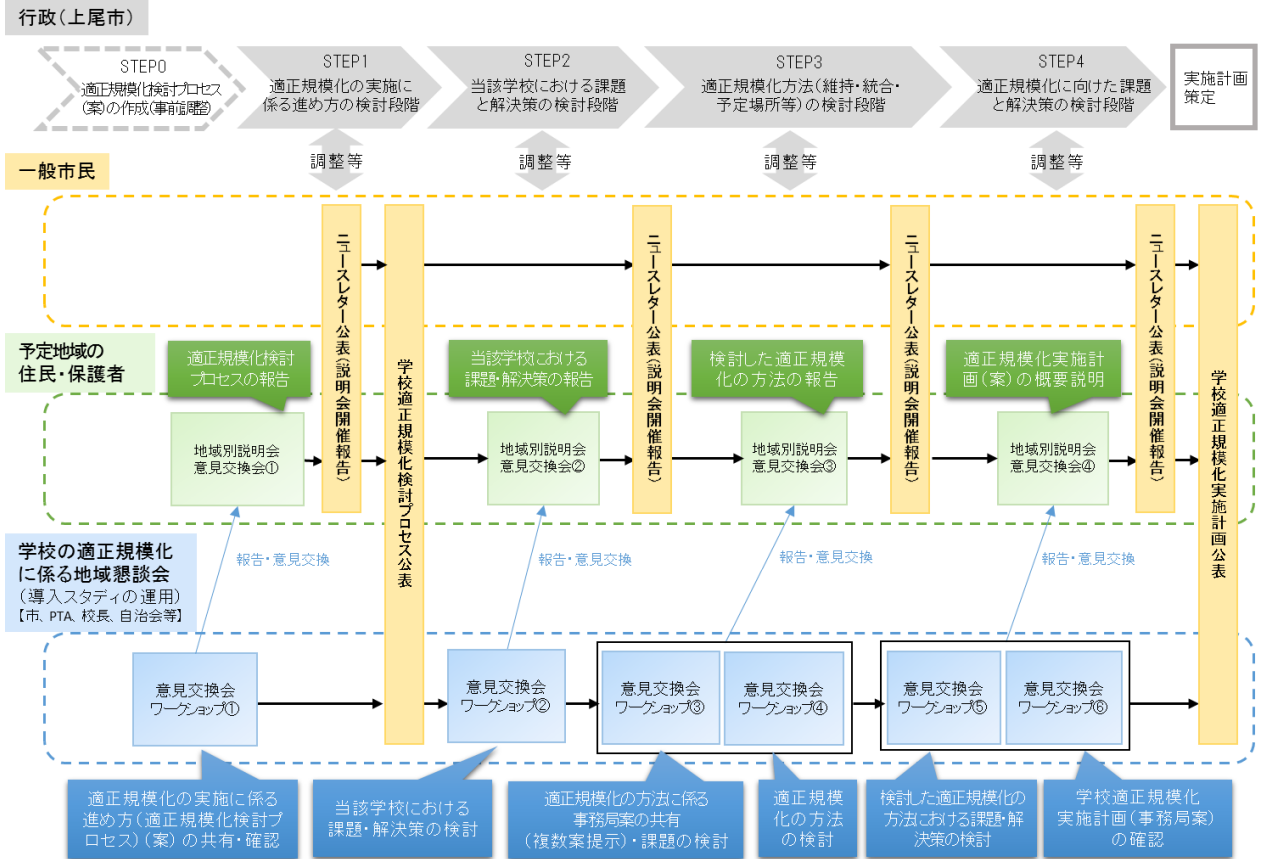 行政(上尾市)
STEP0
適正規模化検討プロセス
(案)の作成(事前調整)
STEP1
適正規模化の実施に
係る進め方の検討段階
STEP2
当該学校における課題
と解決策の検討段階
STEP3
適正規模化方法(維持・統合・
予定場所等)の検討段階
STEP4
適正規模化に向けた課題
と解決策の検討段階
実施計画
策定
調整等
調整等
調整等
調整等
一般市民
ニュースレター公表(説明会開催報告)
学校適正規模化検討プロセス公表
ニュースレター公表(説明会開催報告)
ニュースレター公表(説明会開催報告)
ニュースレター公表(説明会開催報告)
学校適正規模化実施計画公表
予定地域の
住民・保護者
適正規模化検討
プロセスの報告
当該学校における
課題・解決策の報告
検討した適正規模
化の方法の報告
適正規模化実施計
画(案)の概要説明
地域別説明会
意見交換会①
地域別説明会
意見交換会②
地域別説明会
意見交換会③
地域別説明会
意見交換会④
学校の適正規模化
に係る地域懇談会
(導入スタディの運用)
【市、PTA、校長、自治会等】
報告・意見交換
報告・意見交換
報告・意見交換
報告・意見交換
意見交換会
ワークショップ①
意見交換会
ワークショップ②
意見交換会
ワークショップ③
意見交換会
ワークショップ④
意見交換会
ワークショップ⑤
意見交換会
ワークショップ⑥
適正規模化の実施に係る
進め方(適正規模化検討プ
ロセス)(案)の共有・確認
当該学校における
課題・解決策の検討
適正規模化の方法に係る
事務局案の共有
(複数案提示)・課題の検討
適正規模
化の方法
の検討
検討した適正規模化の
方法における課題・解
決策の検討
学校適正規模化
実施計画(事務局案)
の確認